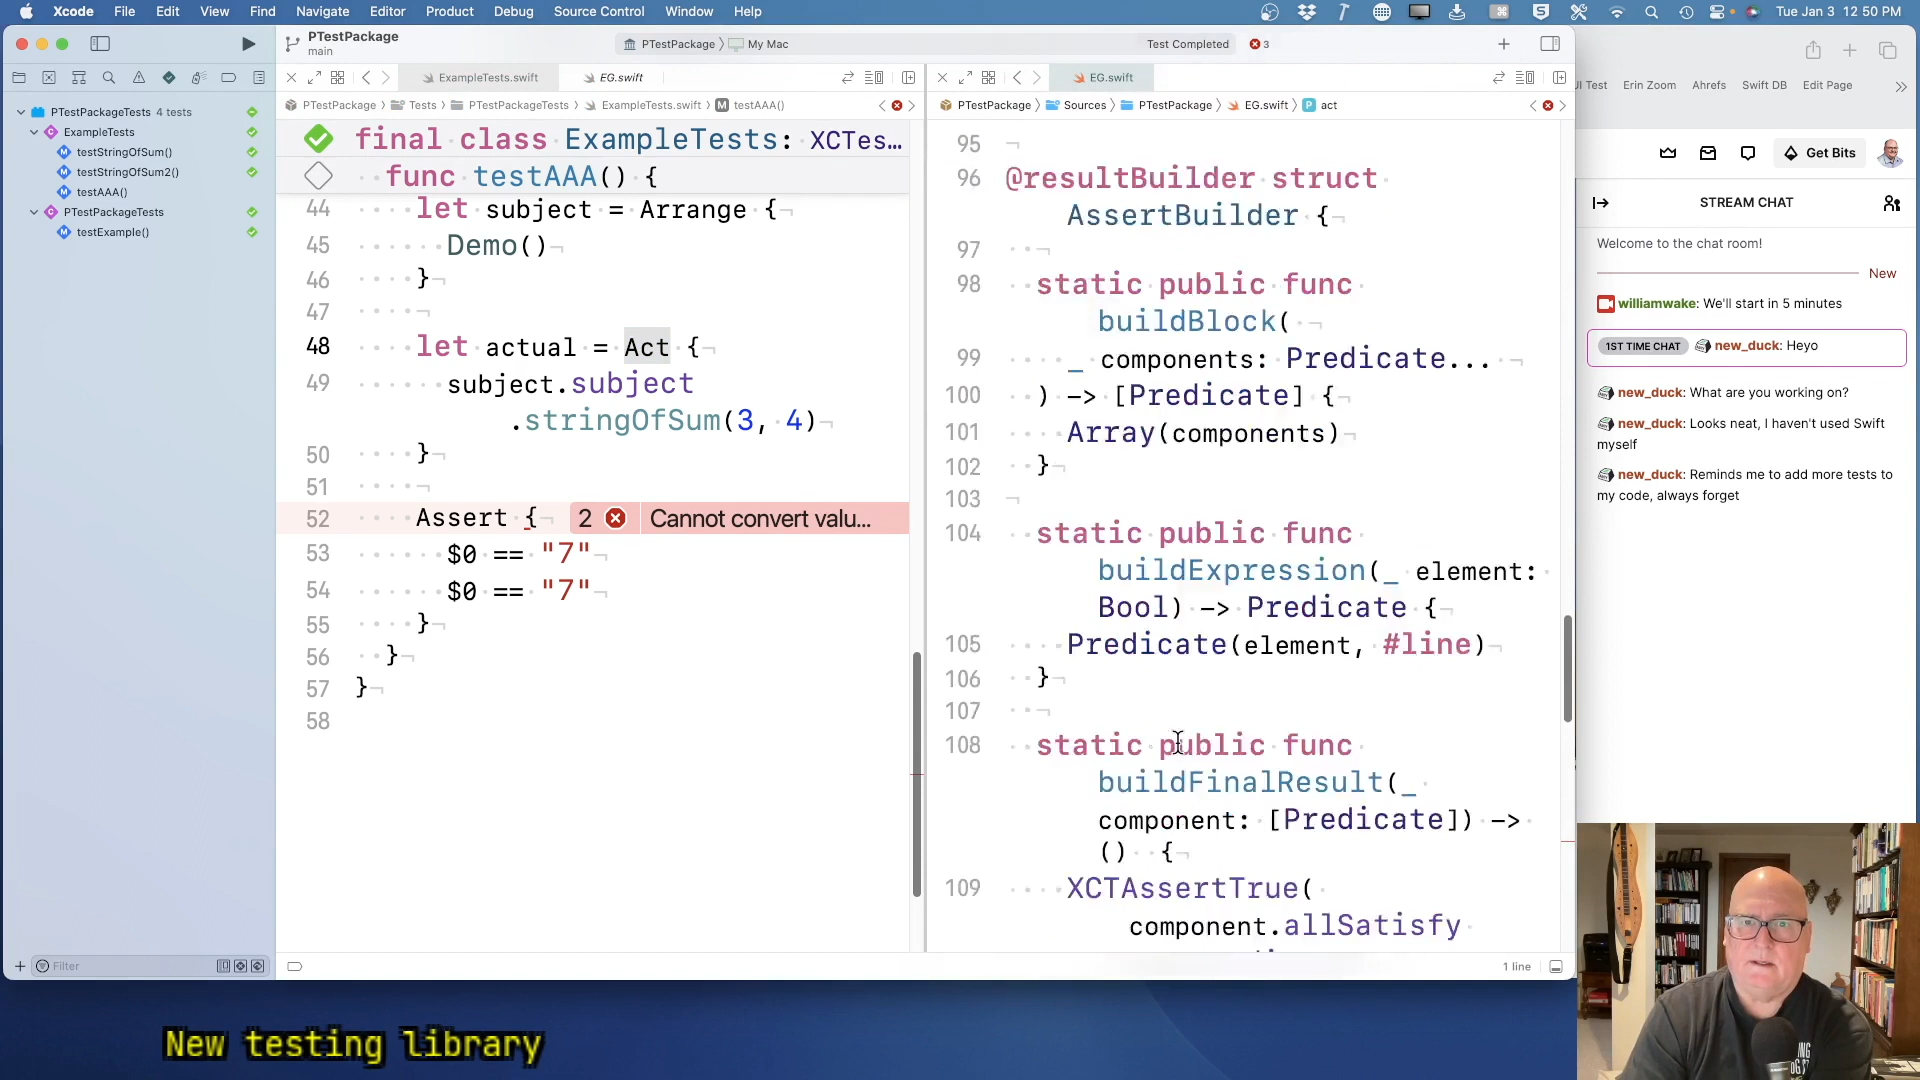 Xcode File Edit View Find Navigate Editor Product Debug Source Control Window Help
Tue Jan 3 12:50 PM
PTestPackage
main
PTestPackage My Mac
Test Completed 3
ExampleTests.swift EG.swift
EG.swift
PTestPackage Tests PTestPackageTests ExampleTests.swift M testAAA()
PTestPackage Sources PTestPackage EG.swift P act
PTestPackageTests 4 tests
C ExampleTests
M testStringOfSum()
M testStringOfSum2()
M testAAA()
C PTestPackageTests
M testExample()
Filter
final class ExampleTests: XCTes…
func testAAA() {
44 let subject = Arrange {
45 Demo()
46 }
47
48 let actual = Act {
49 subject.subject
.stringOfSum(3, 4)
50 }
51
52 Assert { 2 Cannot convert valu...
53 $0 == "7"
54 $0 == "7"
55 }
56 }
57 }
58
95
96 @resultBuilder struct
AssertBuilder {
97
98 static public func
buildBlock(
99 _ components: Predicate...
100 ) -> [Predicate] {
101 Array(components)
102 }
103
104 static public func
buildExpression(_ element:
Bool) -> Predicate {
105 Predicate(element, #line)
106 }
107
108 static public func
buildFinalResult(_
component: [Predicate]) ->
() {
109 XCTAssertTrue(
component.allSatisfy
1 line
UI Test Erin Zoom Ahrefs Swift DB Edit Page
Get Bits
STREAM CHAT
Welcome to the chat room!
New
williamwake: We'll start in 5 minutes
1ST TIME CHAT new_duck: Heyo
new_duck: What are you working on?
new_duck: Looks neat, I haven't used Swift
myself
new_duck: Reminds me to add more tests to
my code, always forget
New testing library